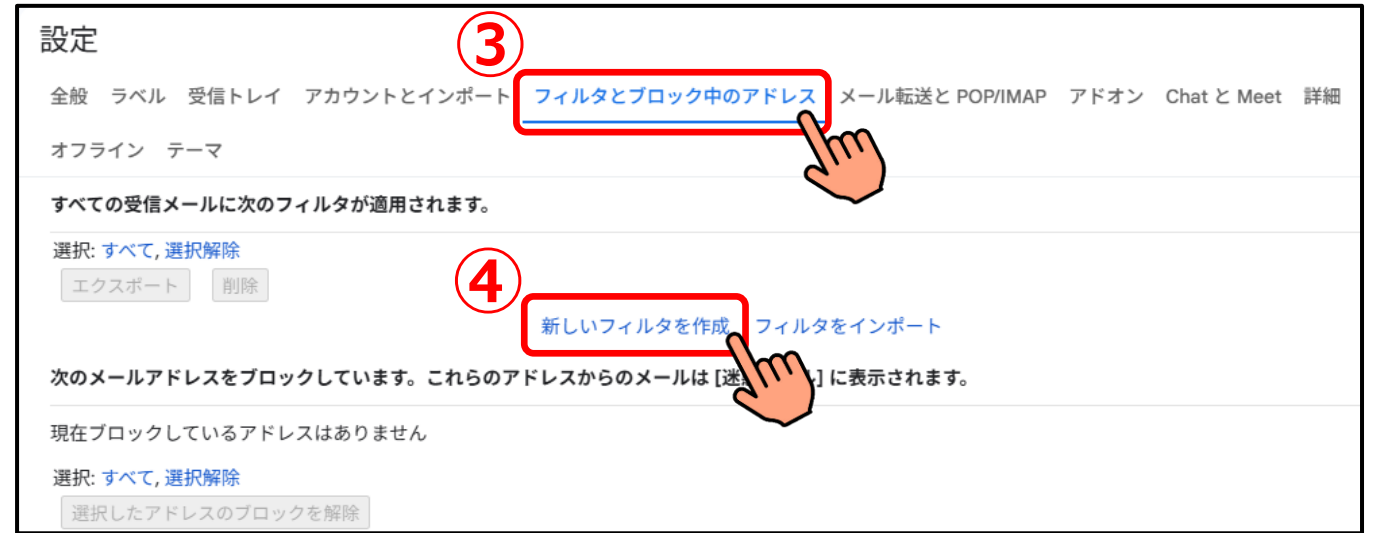 設定
③
全般 ラベル 受信トレイ アカウントとインポート フィルタとブロック中のアドレス メール転送と POP/IMAP アドオン Chat と Meet 詳細
オフライン テーマ
すべての受信メールに次のフィルタが適用されます。
選択: すべて, 選択解除
エクスポート 削除
④
新しいフィルタを作成 フィルタをインポート
次のメールアドレスをブロックしています。これらのアドレスからのメールは [迷 ] に表示されます。
現在ブロックしているアドレスはありません
選択: すべて, 選択解除
選択したアドレスのブロックを解除